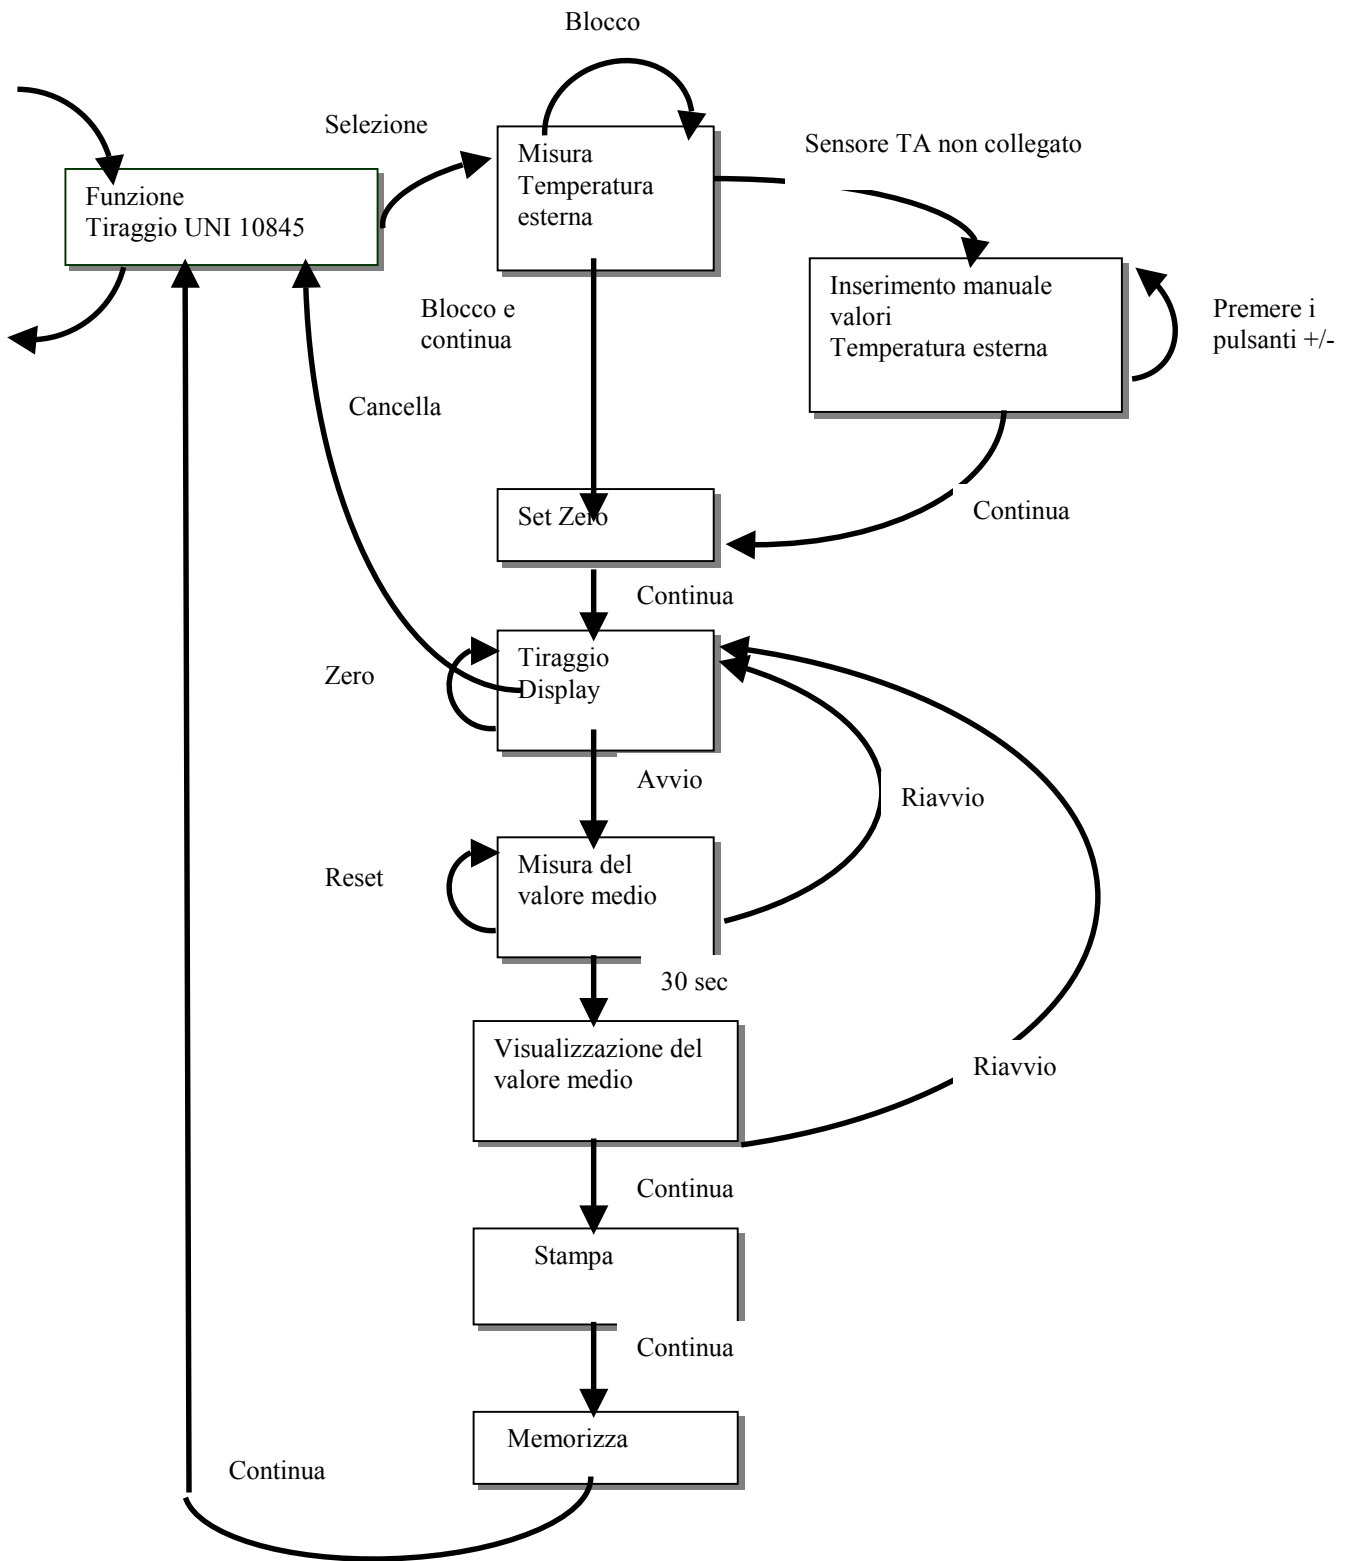 Blocco
Selezione
Misura
Temperatura
esterna
Sensore TA non collegato
Funzione
Tiraggio UNI 10845
Inserimento manuale
valori
Temperatura esterna
Premere i
pulsanti +/-
Blocco e
continua
Cancella
Set Zero
Continua
Continua
Tiraggio
Display
Zero
Avvio
Riavvio
Misura del
valore medio
Reset
30 sec
Visualizzazione del
valore medio
Riavvio
Continua
Stampa
Continua
Memorizza
Continua